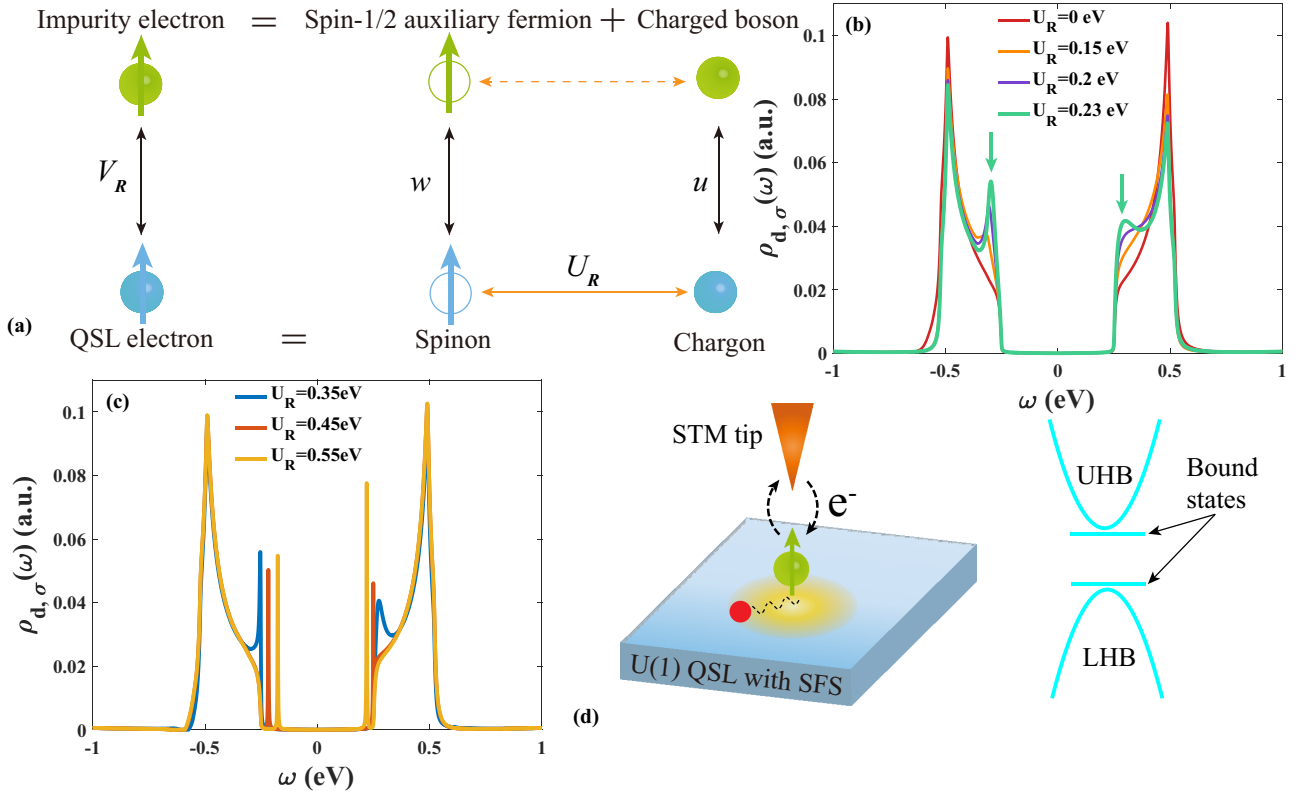 Impurity electron = Spin-1/2 auxiliary fermion + Charged boson
V_R
w
u
U_R
(a)
QSL electron = Spinon Chargon
(b)
U_R=0 eV
U_R=0.15 eV
U_R=0.2 eV
U_R=0.23 eV
ρ_{d, σ}(ω) (a.u.)
0.1
0.08
0.06
0.04
0.02
0
-1 -0.5 0 0.5 1
ω (eV)
(c)
U_R=0.35eV
U_R=0.45eV
U_R=0.55eV
ρ_{d, σ}(ω) (a.u.)
0.1
0.08
0.06
0.04
0.02
0
-1 -0.5 0 0.5 1
ω (eV)
STM tip
e⁻
U(1) QSL with SFS
(d)
UHB
Bound
states
LHB